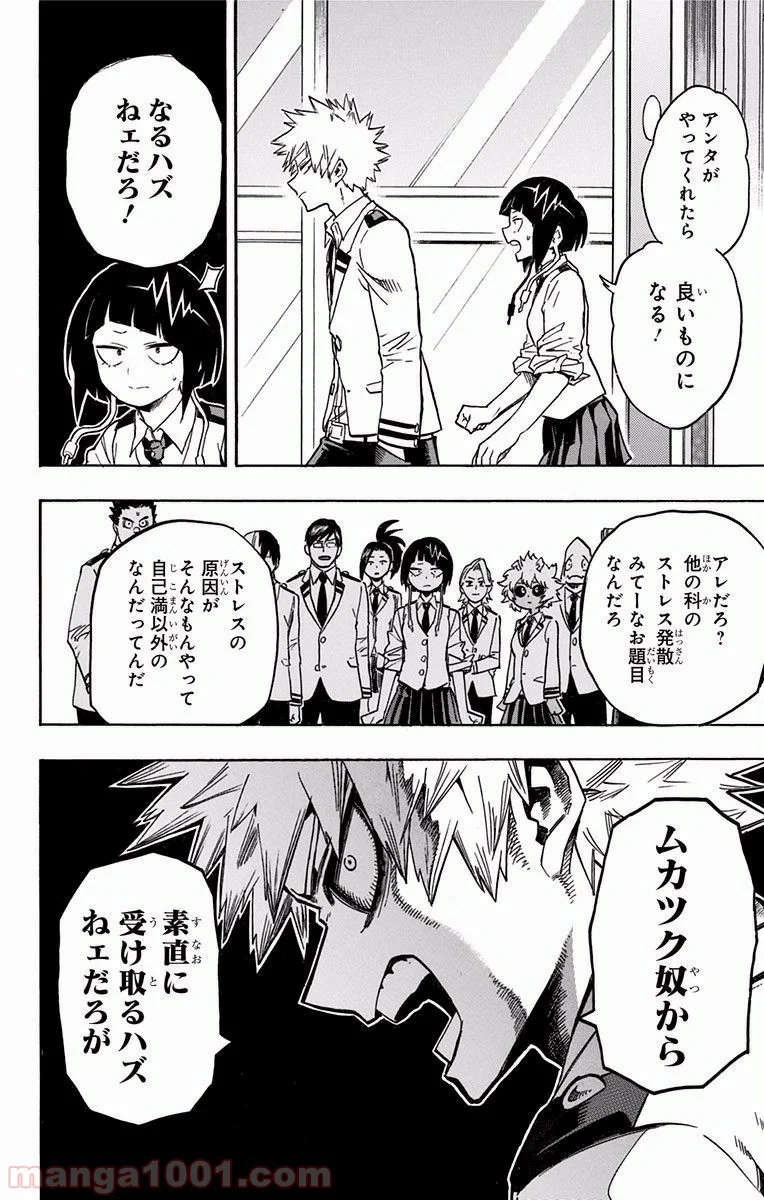 アンタが
やってくれたら
良いものに
なる！
なるハズ
ねェだろ！
アレだろ？
他の科の
ストレス発散
みてーなお題目
なんだろ
ストレスの
原因が
そんなもんやって
自己満以外の
なんだってんだ
ムカツク奴から
素直に
受け取るハズ
ねェだろが
manga1001.com